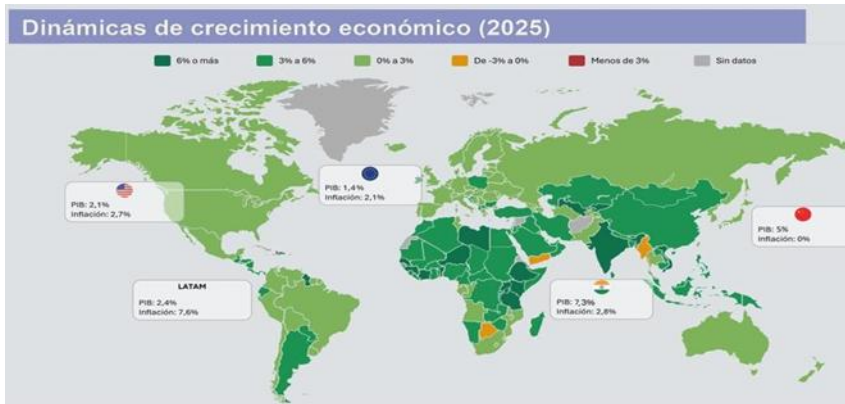 Dinámicas de crecimiento económico (2025)
6% o más 3% a 6% 0% a 3% De -3% a 0% Menos de 3% Sin datos
PIB: 1,4%
Inflación: 2,1%
PIB: 2,1%
Inflación: 2,7%
PIB: 5%
Inflación: 0%
LATAM
PIB: 2,4%
Inflación: 7,6%
PIB: 7,3%
Inflación: 2,8%